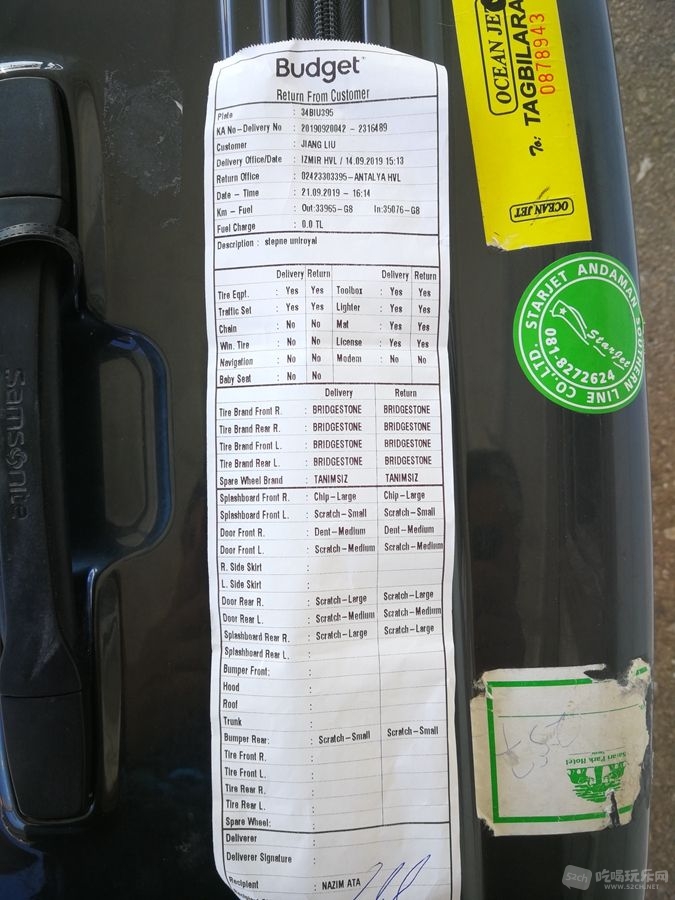 Budget
Return From Customer
Plate : 34BIU395
KA No-Delivery No : 20190920042 - 2316489
Customer : JIANG LIU
Delivery Office/Date : IZMIR HVL / 14.09.2019 15:13
Return Office : 02423303395-ANTALYA HVL
Date - Time : 21.09.2019 - 16:14
Km - Fuel : Out:33965-G8 In:35076-G8
Fuel Charge : 0.0 TL
Description : stepne uniroyal
Delivery Return Delivery Return
Tire Eqpt. : Yes Yes Toolbox : Yes Yes
Traffic Set : Yes Yes Lighter : Yes Yes
Chain : No No Mat : Yes Yes
Win. Tire : No No License : Yes Yes
Navigation : No No Modem : No No
Baby Seat : No No
Delivery Return
Tire Brand Front R. : BRIDGESTONE BRIDGESTONE
Tire Brand Rear R. : BRIDGESTONE BRIDGESTONE
Tire Brand Front L. : BRIDGESTONE BRIDGESTONE
Tire Brand Rear L. : BRIDGESTONE BRIDGESTONE
Spare Wheel Brand : TANIMSIZ TANIMSIZ
Splashboard Front R. : Chip-Large Chip-Large
Splashboard Front L. : Scratch-Small Scratch-Small
Door Front R. : Dent-Medium Dent-Medium
Door Front L. : Scratch-Medium Scratch-Medium
R. Side Skirt :
L. Side Skirt :
Door Rear R. : Scratch-Large Scratch-Large
Door Rear L. : Scratch-Medium Scratch-Medium
Splashboard Rear R. : Scratch-Large Scratch-Large
Splashboard Rear L. :
Bumper Front:
Hood :
Roof :
Trunk :
Bumper Rear: Scratch-Small Scratch-Small
Tire Front R. :
Tire Front L. :
Tire Rear R. :
Tire Rear L. :
Spare Wheel:
Deliverer :
Deliverer Signature :
Recipient : NAZIM ATA
Samsonite
OCEAN JE
To: TAGBILARA
0878943
OCEAN JET
STARJET ANDAMAN SOUTHERN LINE CO.,LTD.
StarJet
081-8272624
Safari Park Hotel
52ch 吃喝玩乐网
52CH.NET